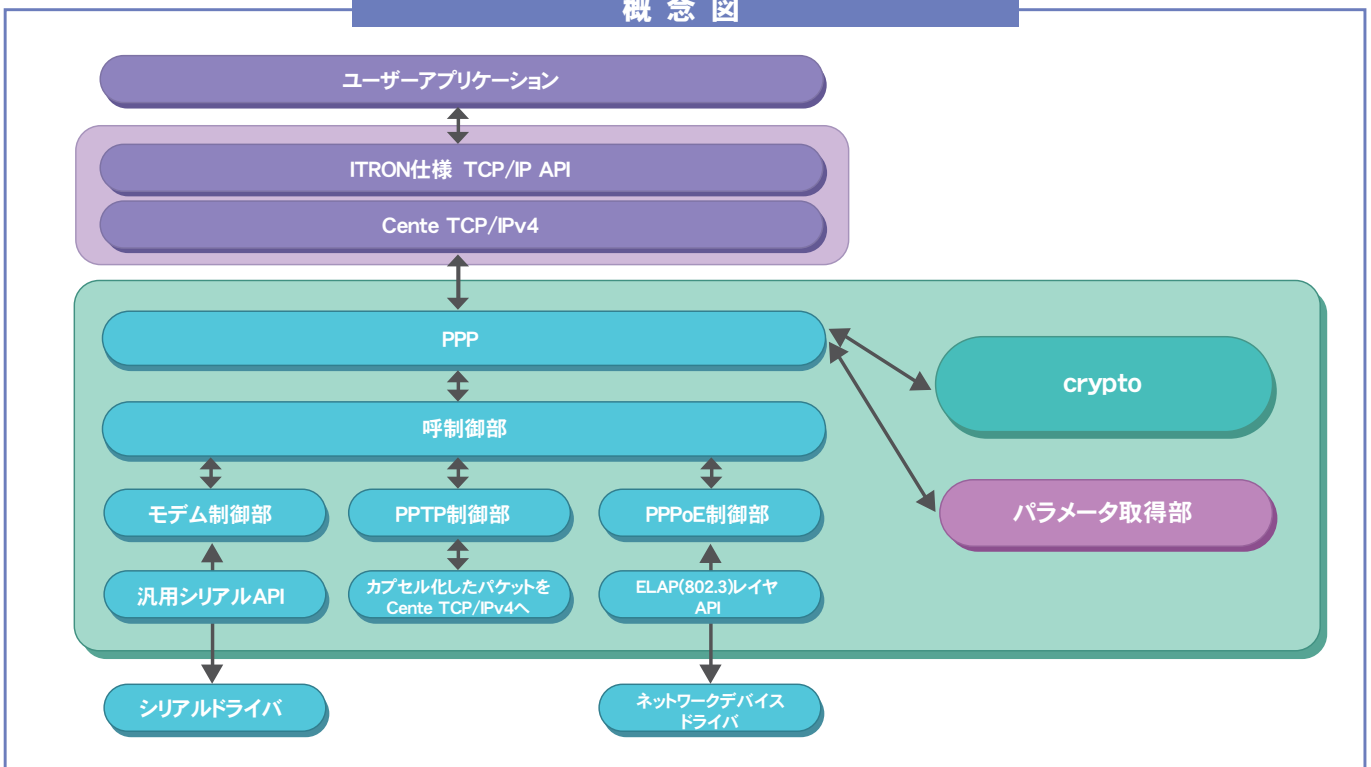 概念図
ユーザーアプリケーション
ITRON仕様 TCP/IP API
Cente TCP/IPv4
PPP
crypto
呼制御部
モデム制御部
PPTP制御部
PPPoE制御部
パラメータ取得部
汎用シリアルAPI
カプセル化したパケットを
Cente TCP/IPv4へ
ELAP(802.3)レイヤ
API
シリアルドライバ
ネットワークデバイス
ドライバ